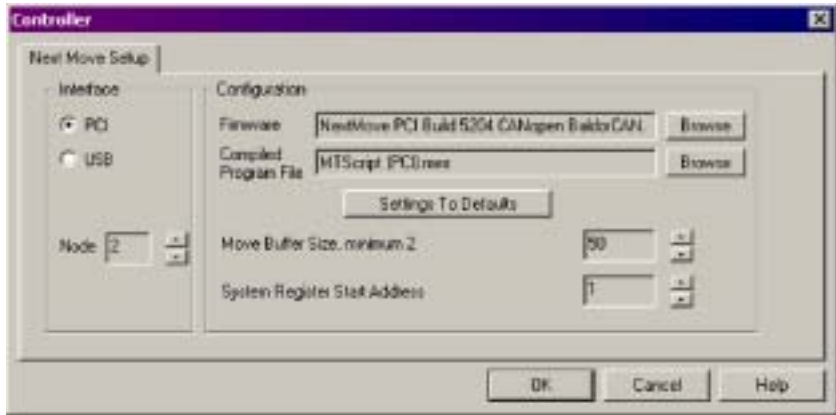 Controller
Next Move Setup
Interface
PCI
USB
Node 2
Configuration
Firmware NextMove PCI Build 5204 CANopen BaldorCAN. Browse
Compiled
Program File MTScript (PCI).mex Browse
Settings To Defaults
Move Buffer Size, minimum 2 50
System Register Start Address 1
OK Cancel Help